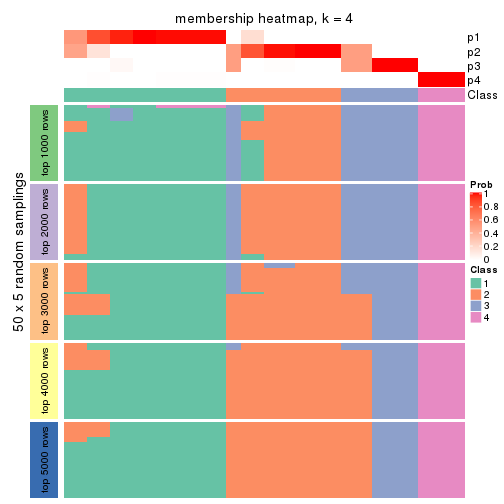 membership heatmap, k = 4
p1
p2
p3
p4
Class
50 x 5 random samplings
top 1000 rows
top 2000 rows
top 3000 rows
top 4000 rows
top 5000 rows
Prob
1
0.8
0.6
0.4
0.2
0
Class
1
2
3
4